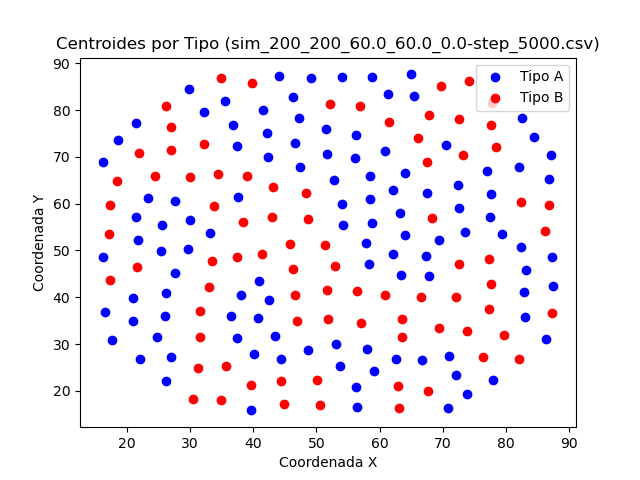 Centroides por Tipo (sim_200_200_60.0_60.0_0.0-step_5000.csv)
Tipo A
Tipo B
Coordenada Y
90
80
70
60
50
40
30
20
20 30 40 50 60 70 80 90
Coordenada X